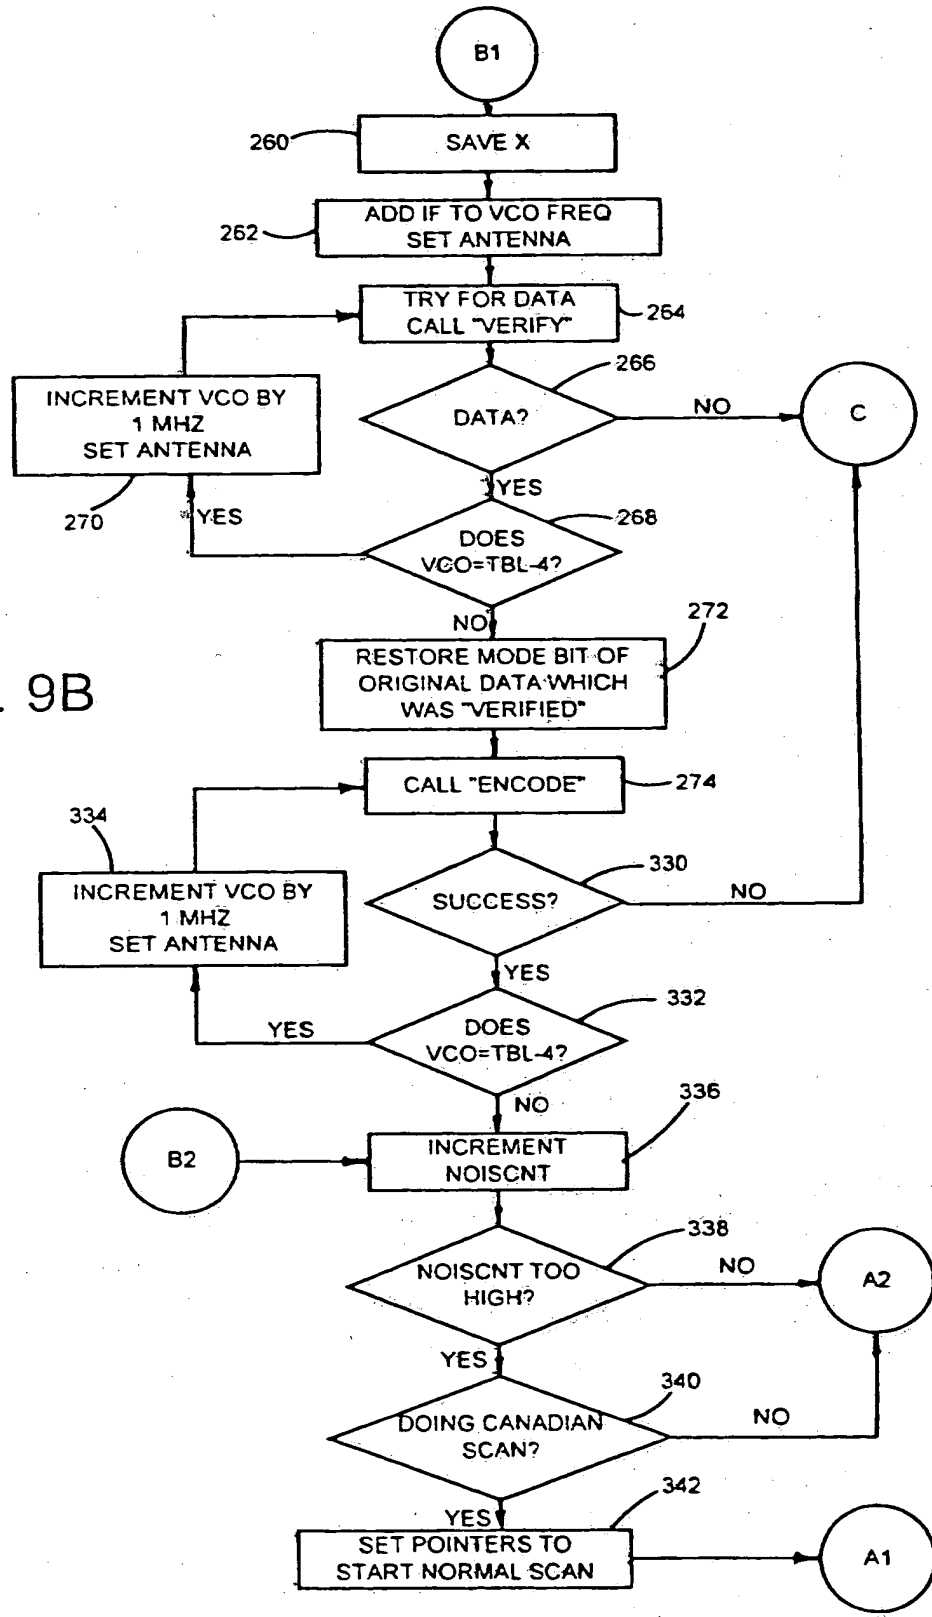 B1
260
SAVE X
262
ADD IF TO VCO FREQ
SET ANTENNA
TRY FOR DATA
CALL "VERIFY"
264
INCREMENT VCO BY
1 MHZ
SET ANTENNA
270
266
DATA?
NO
C
YES
YES
268
DOES
VCO=TBL-4?
NO
272
RESTORE MODE BIT OF
ORIGINAL DATA WHICH
WAS "VERIFIED"
. 9B
CALL "ENCODE"
274
334
INCREMENT VCO BY
1 MHZ
SET ANTENNA
330
SUCCESS?
NO
YES
332
YES
DOES
VCO=TBL-4?
NO
336
B2
INCREMENT
NOISCNT
338
NOISCNT TOO
HIGH?
NO
A2
YES
340
DOING CANADIAN
SCAN?
NO
YES
342
SET POINTERS TO
START NORMAL SCAN
A1